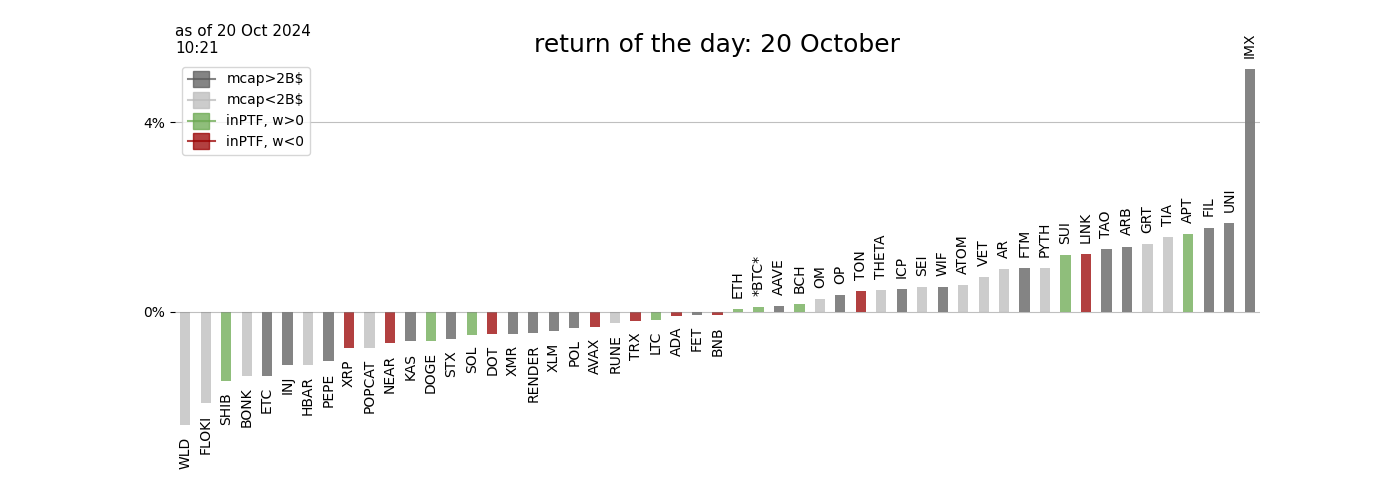 as of 20 Oct 2024
10:21
return of the day: 20 October
mcap>2B$
mcap<2B$
inPTF, w>0
inPTF, w<0
4%
0%
WLD
FLOKI
SHIB
BONK
ETC
INJ
HBAR
PEPE
XRP
POPCAT
NEAR
KAS
DOGE
STX
SOL
DOT
XMR
RENDER
XLM
POL
AVAX
RUNE
TRX
LTC
ADA
FET
BNB
ETH
*BTC*
AAVE
BCH
OM
OP
TON
THETA
ICP
SEI
WIF
ATOM
VET
AR
FTM
PYTH
SUI
LINK
TAO
ARB
GRT
TIA
APT
FIL
UNI
IMX